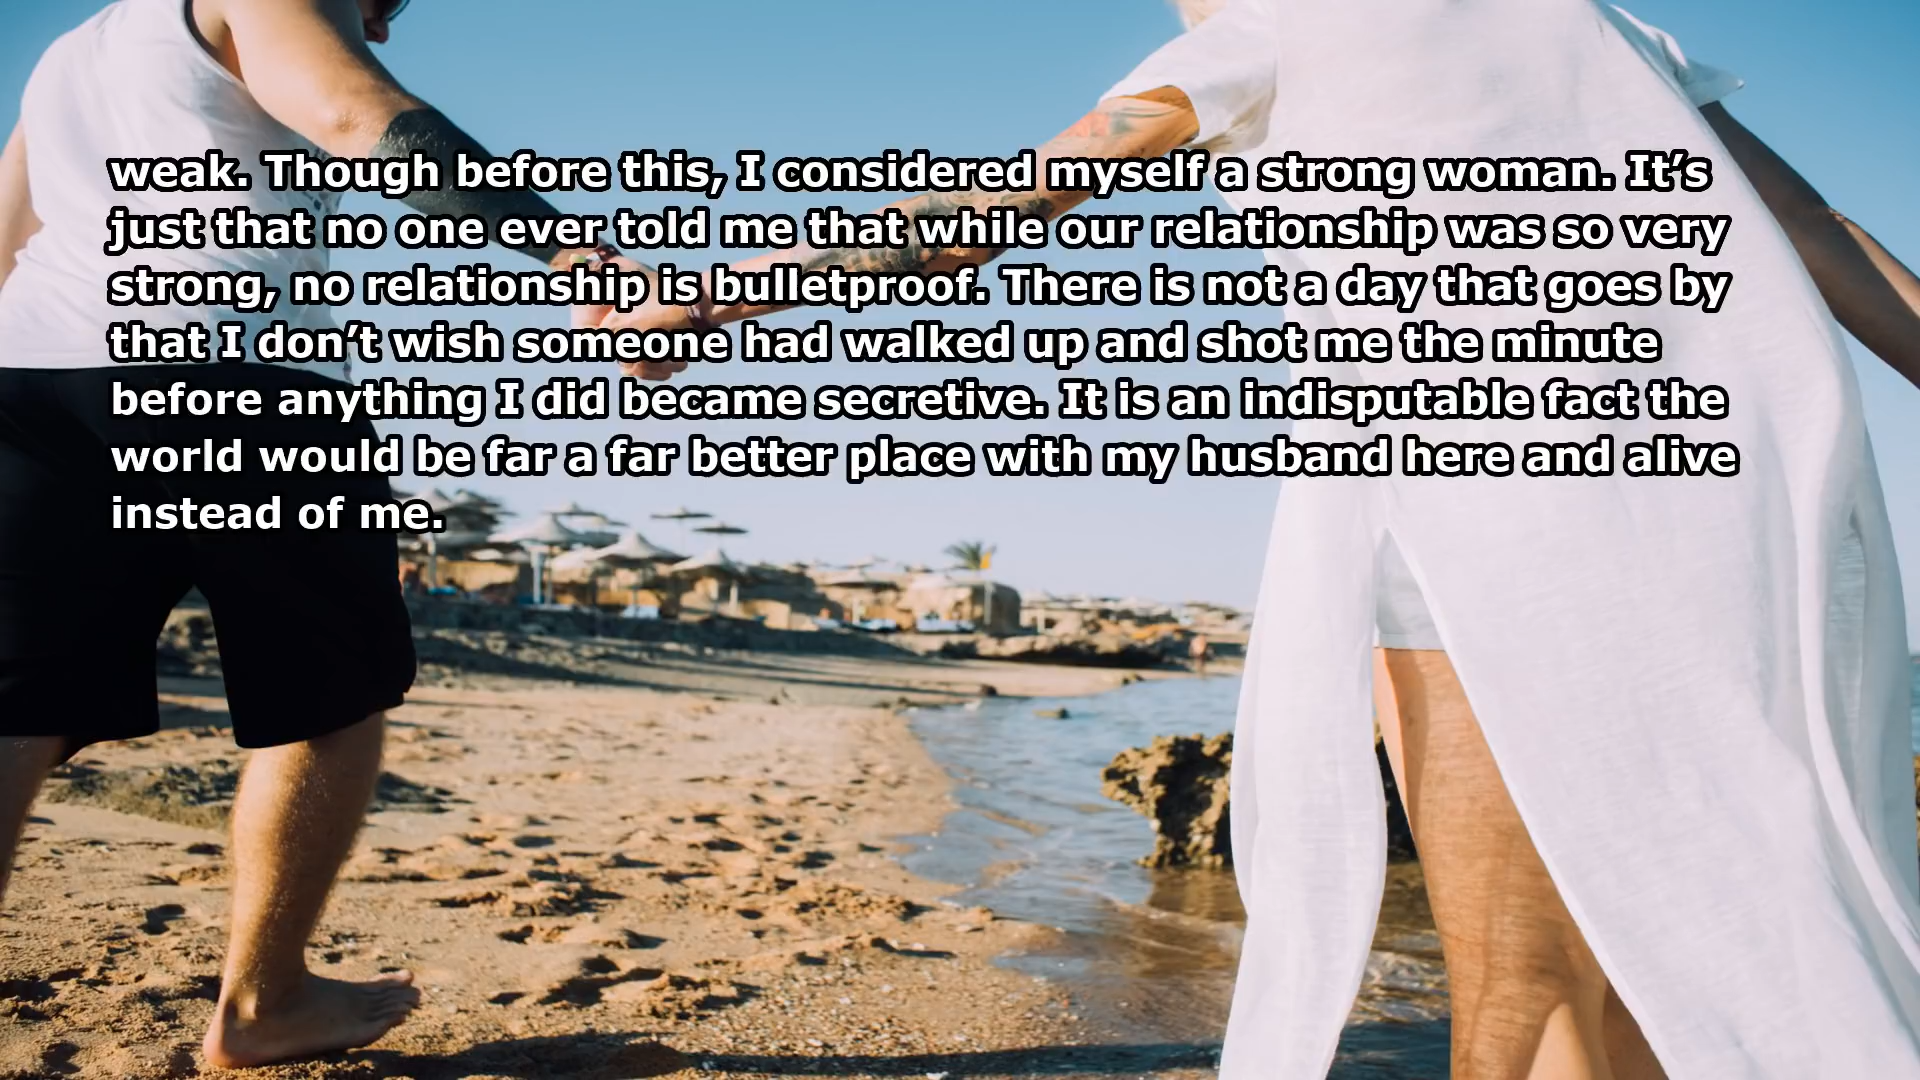 weak. Though before this, I considered myself a strong woman. It’s
just that no one ever told me that while our relationship was so very
strong, no relationship is bulletproof. There is not a day that goes by
that I don’t wish someone had walked up and shot me the minute
before anything I did became secretive. It is an indisputable fact the
world would be far a far better place with my husband here and alive
instead of me.